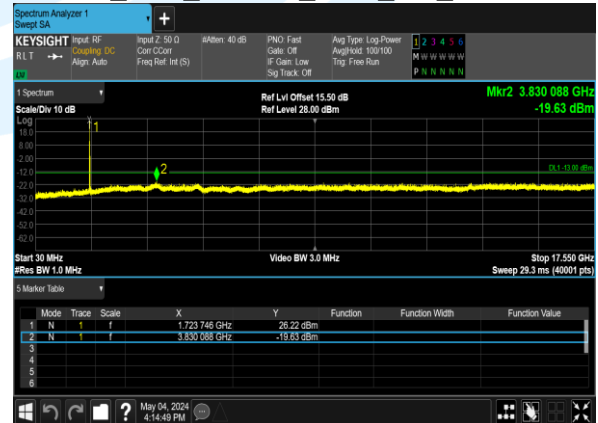 Spectrum Analyzer 1
Swept SA
KEYSIGHT
RLT
Input: RF
Coupling: DC
Align: Auto
Input Z: 50 Ω
Corr CCorr
Freq Ref: Int (S)
#Atten: 40 dB
PNO: Fast
Gate: Off
IF Gain: Low
Sig Track: Off
Avg Type: Log-Power
Avg|Hold: 100/100
Trig: Free Run
1 2 3 4 5 6
M W W W W W
P N N N N N
1 Spectrum
Scale/Div 10 dB
Ref Lvl Offset 15.50 dB
Ref Level 28.00 dBm
Mkr2 3.830 088 GHz
-19.63 dBm
Log
18.0
8.00
-2.00
-12.0
-22.0
-32.0
-42.0
-52.0
-62.0
1
2
DL1 -13.00 dBm
Start 30 MHz
#Res BW 1.0 MHz
Video BW 3.0 MHz
Stop 17.550 GHz
Sweep 29.3 ms (40001 pts)
5 Marker Table
Mode Trace Scale X Y Function Function Width Function Value
1 N 1 f 1.723 746 GHz 26.22 dBm
2 N 1 f 3.830 088 GHz -19.63 dBm
3
4
5
6
?
May 04, 2024
4:14:49 PM